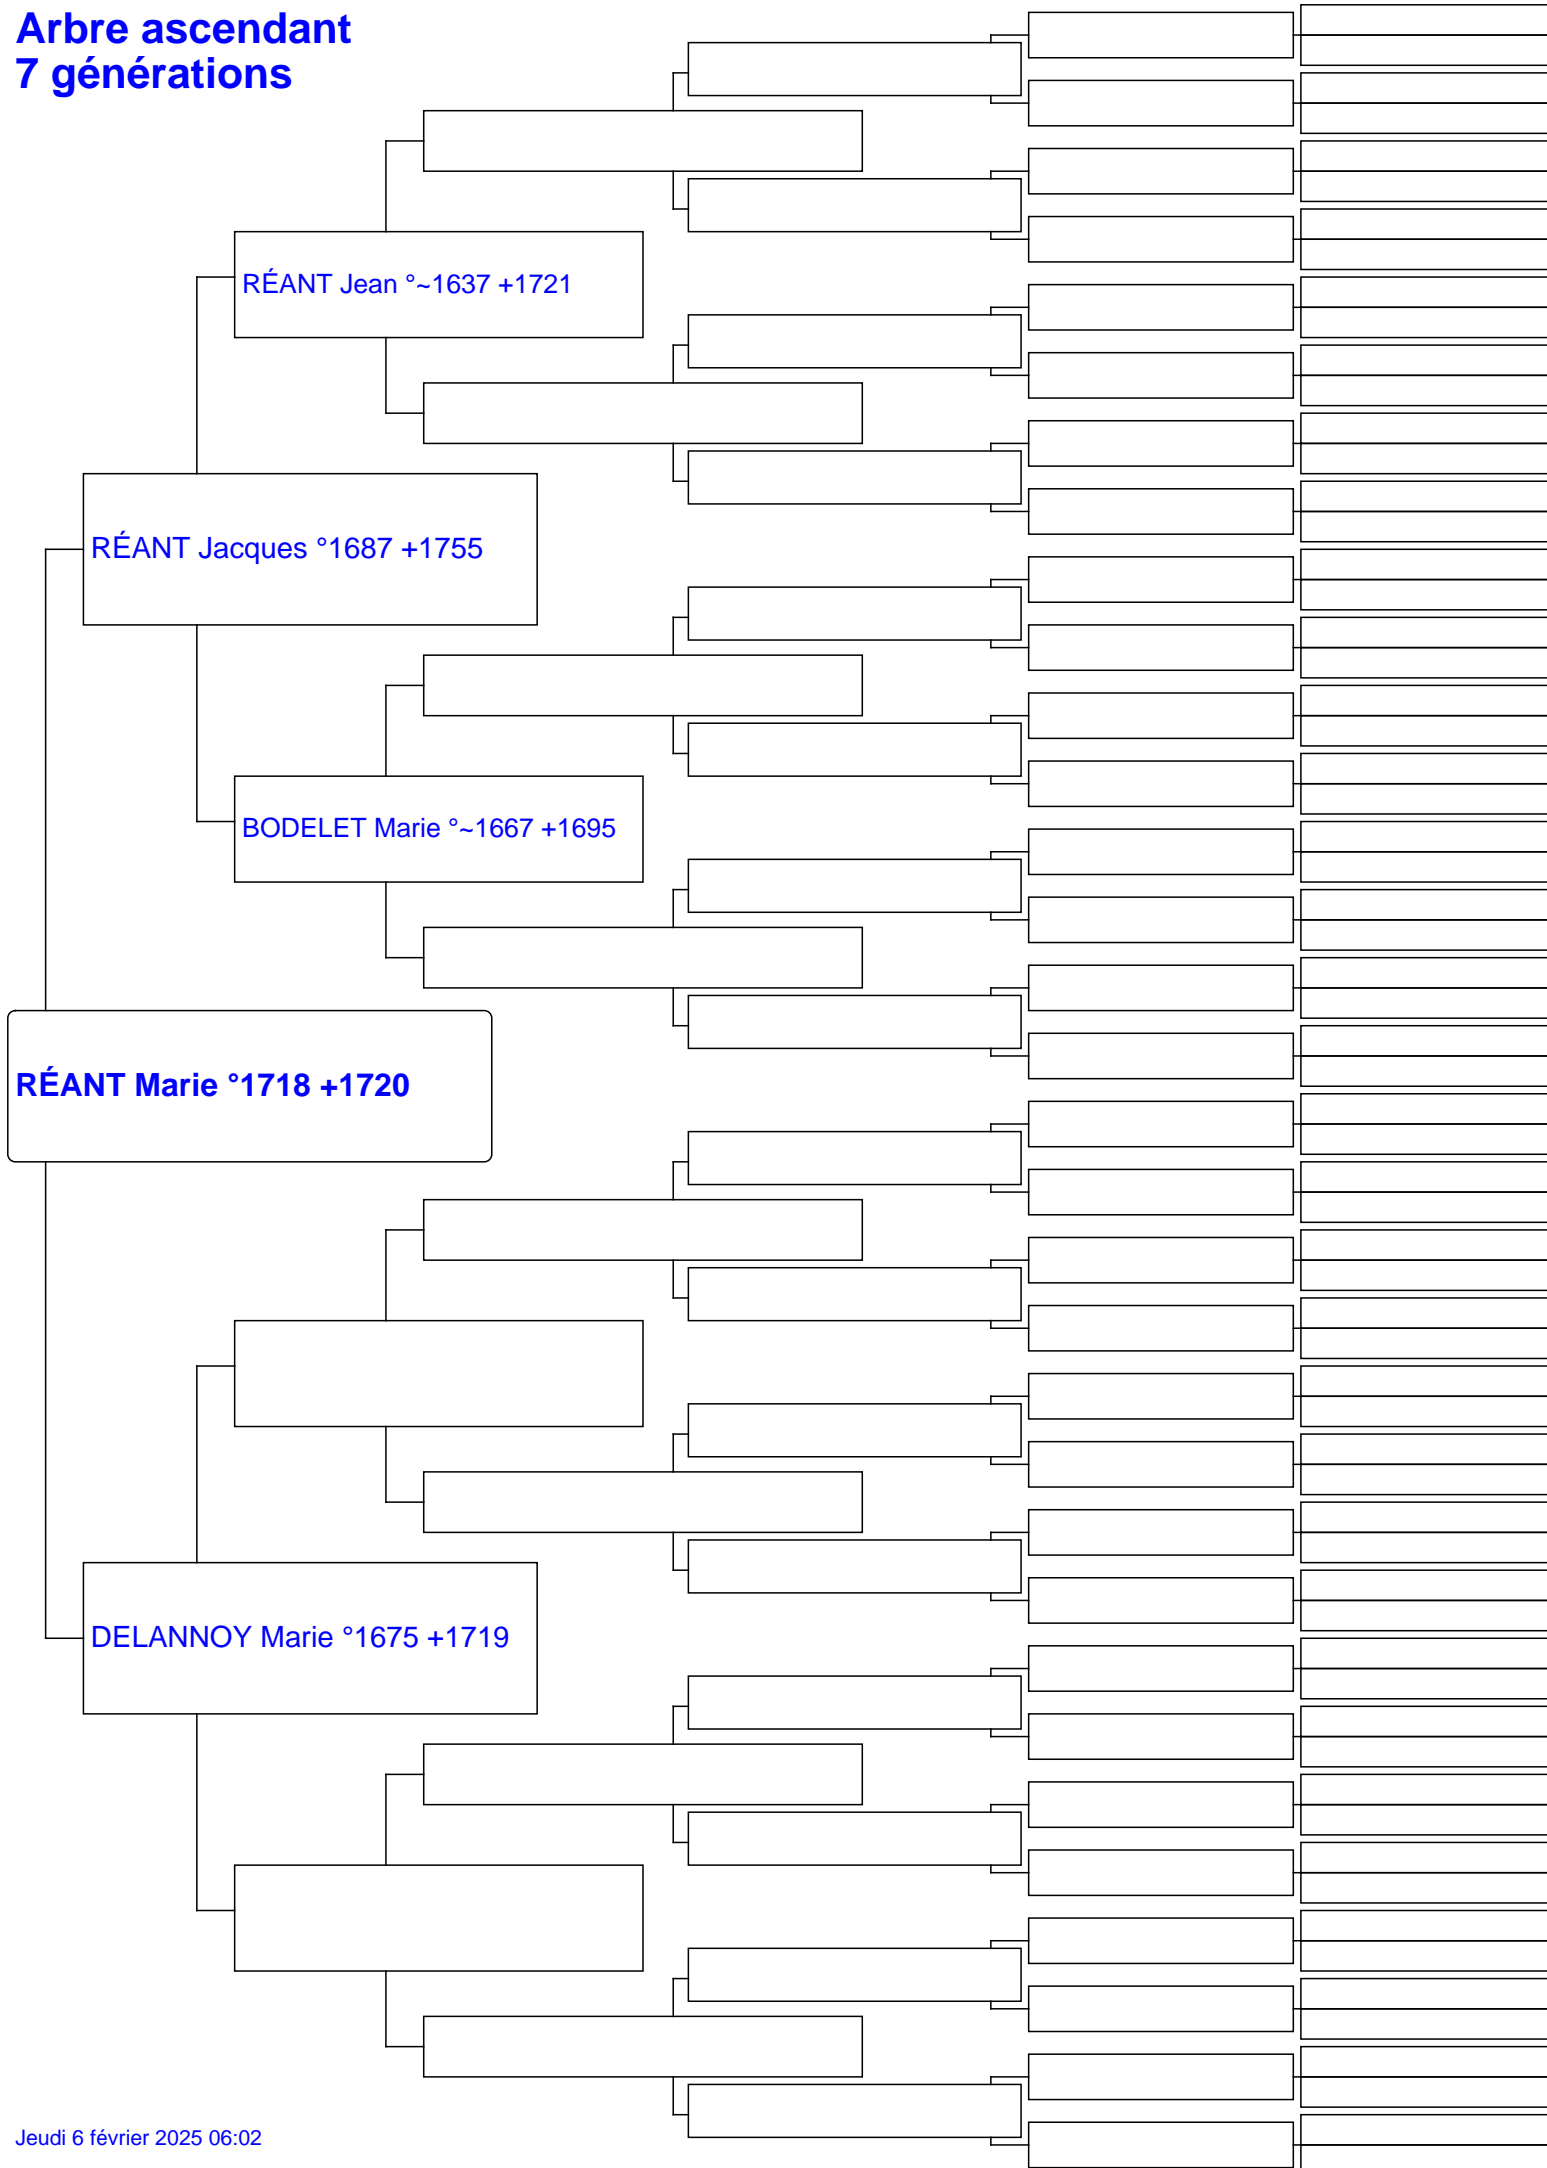 Arbre ascendant
7 générations
RÉANT Jean °~1637 +1721
RÉANT Jacques °1687 +1755
BODELET Marie °~1667 +1695
RÉANT Marie °1718 +1720
DELANNOY Marie °1675 +1719
Jeudi 6 février 2025 06:02